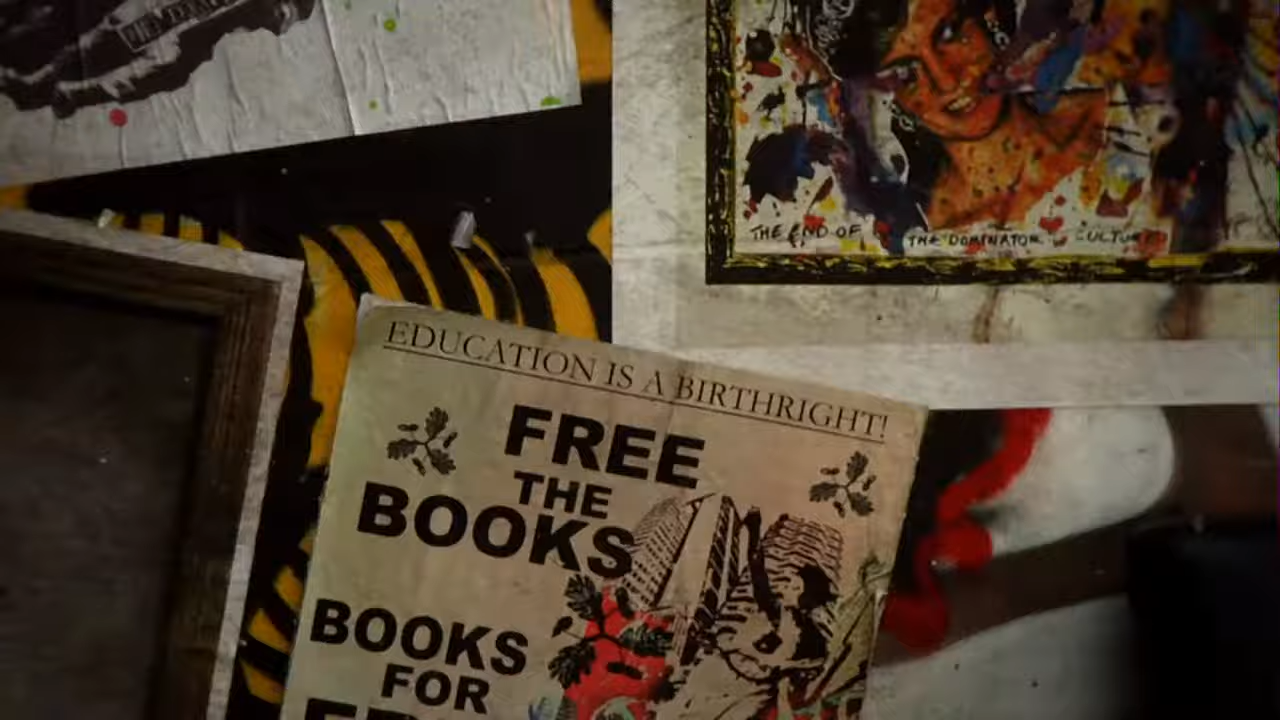 THE END OF THE DOMINATOR CULTURE
EDUCATION IS A BIRTHRIGHT!
FREE
THE
BOOKS
BOOKS
FOR